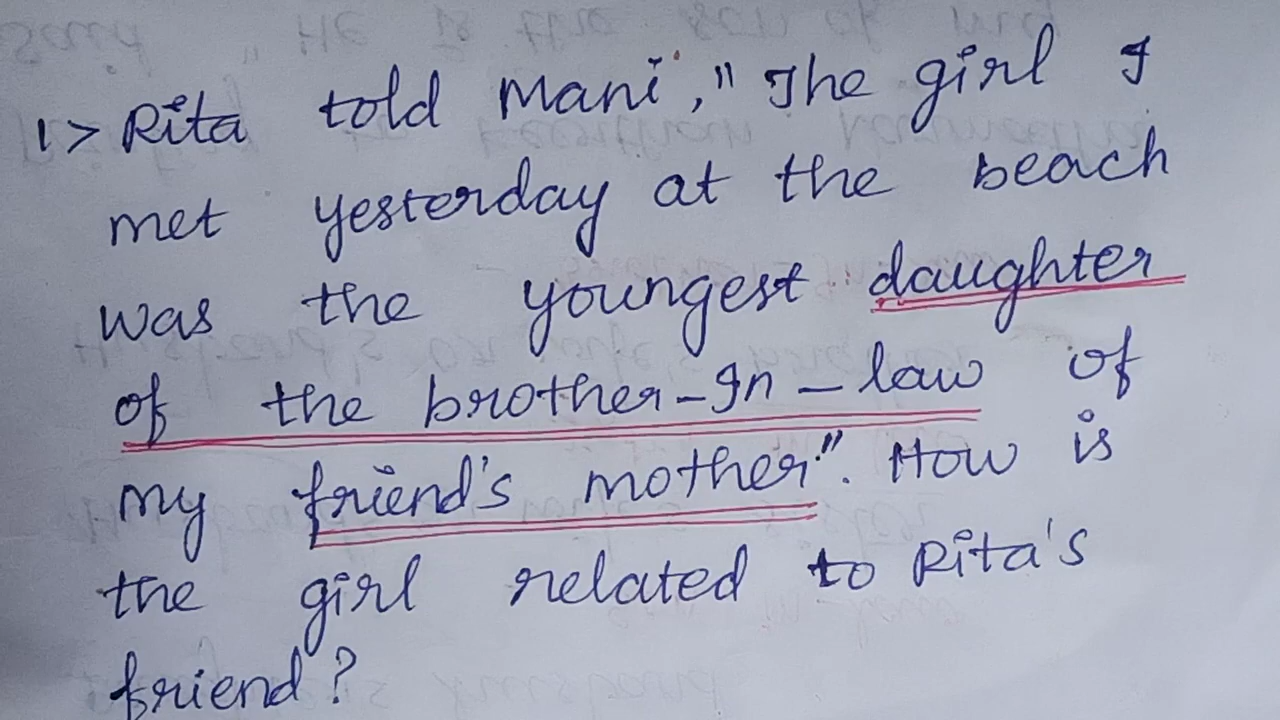 1> Rita told Mani, "The girl I
met yesterday at the beach
was the youngest daughter
of the brother-In-law of
my friend's mother". How is
the girl related to Rita's
friend?